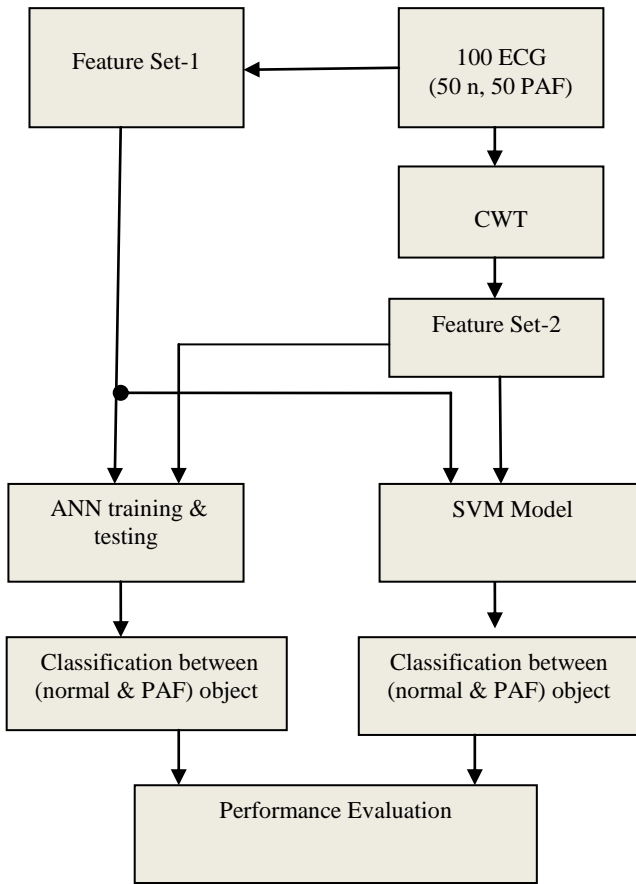 Feature Set-1
100 ECG
(50 n, 50 PAF)
CWT
Feature Set-2
ANN training &
testing
SVM Model
Classification between
(normal & PAF) object
Classification between
(normal & PAF) object
Performance Evaluation